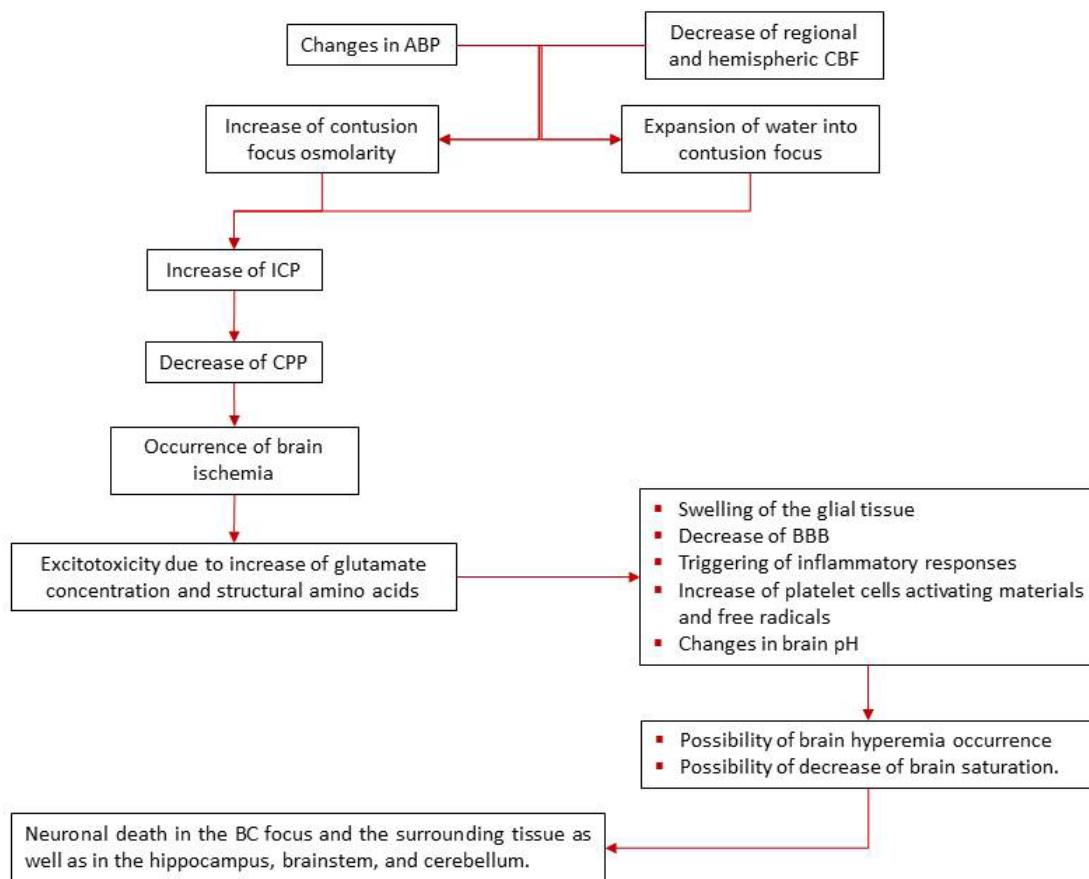 Changes in ABP
Decrease of regional
and hemispheric CBF
Increase of contusion
focus osmolarity
Expansion of water into
contusion focus
Increase of ICP
Decrease of CPP
Occurrence of brain
ischemia
Excitotoxicity due to increase of glutamate
concentration and structural amino acids
▪ Swelling of the glial tissue
▪ Decrease of BBB
▪ Triggering of inflammatory responses
▪ Increase of platelet cells activating materials
and free radicals
▪ Changes in brain pH
▪ Possibility of brain hyperemia occurrence
▪ Possibility of decrease of brain saturation.
Neuronal death in the BC focus and the surrounding tissue as
well as in the hippocampus, brainstem, and cerebellum.